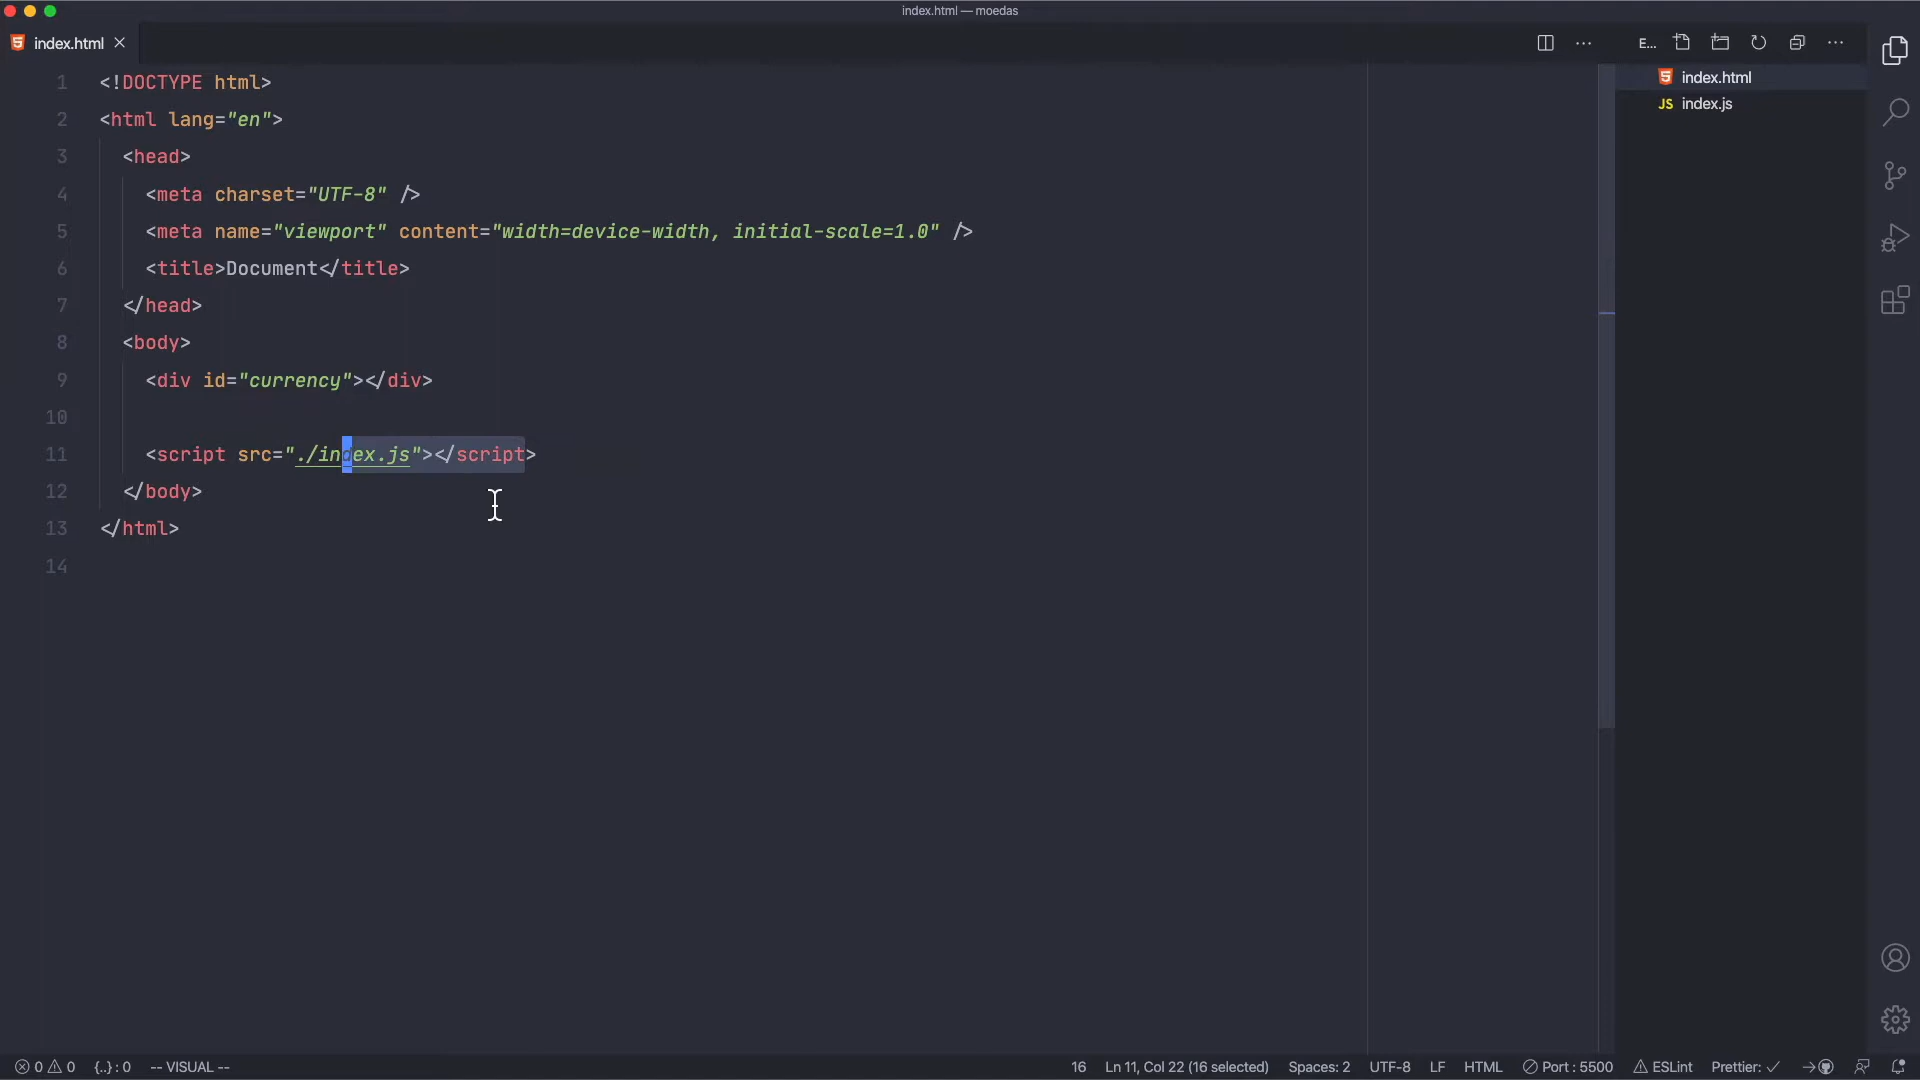 index.html — moedas
index.html
E...
1 <!DOCTYPE html>
2 <html lang="en">
3 <head>
4 <meta charset="UTF-8" />
5 <meta name="viewport" content="width=device-width, initial-scale=1.0" />
6 <title>Document</title>
7 </head>
8 <body>
9 <div id="currency"></div>
10
11 <script src="./index.js"></script>
12 </body>
13 </html>
14
index.html
JS index.js
0 0 {..} : 0 -- VISUAL -- 16 Ln 11, Col 22 (16 selected) Spaces: 2 UTF-8 LF HTML Port : 5500 ESLint Prettier: ✓